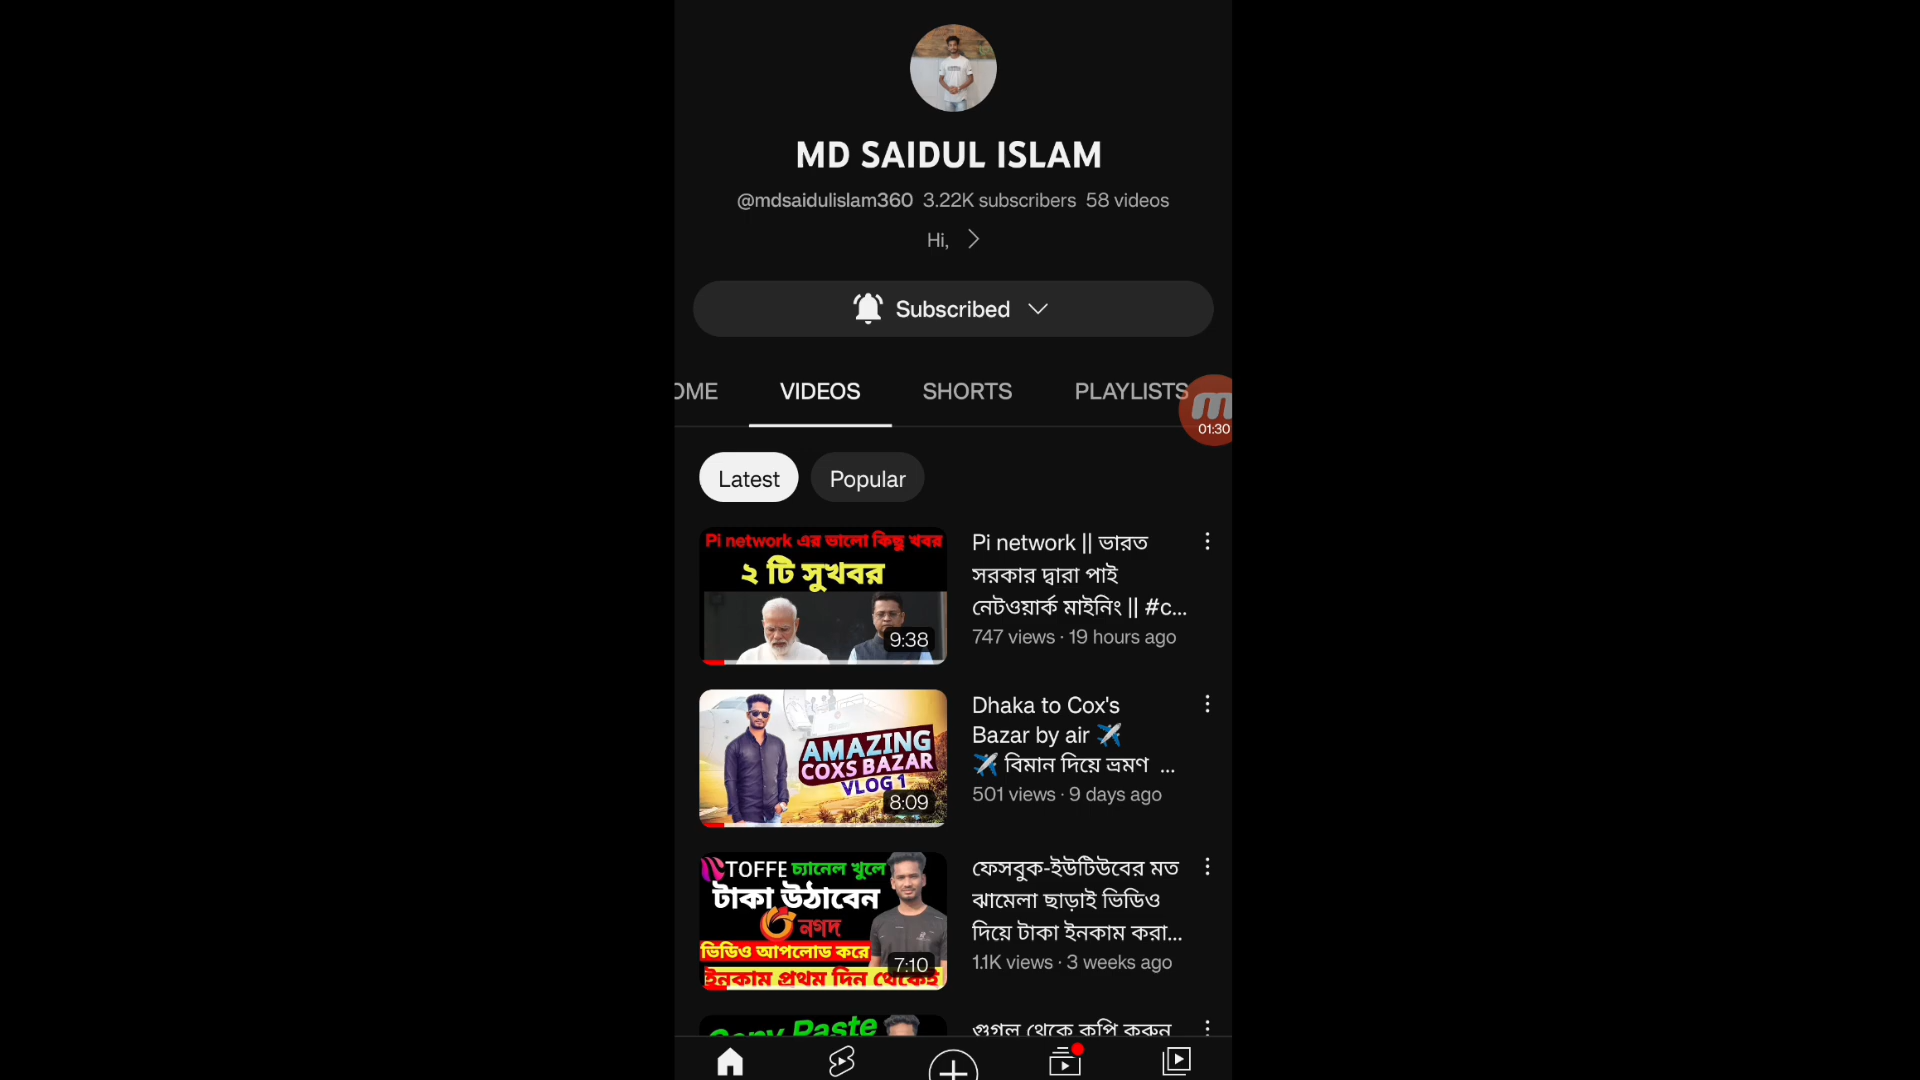 MD SAIDUL ISLAM
@mdsaidulislam360 3.22K subscribers 58 videos
Hi,
Subscribed
OME VIDEOS SHORTS PLAYLISTS
01:30
Latest Popular
Pi network এর ভালো কিছু খবর
২ টি সুখবর
9:38
Pi network || ভারত
সরকার দ্বারা পাই
নেটওয়ার্ক মাইনিং || #c...
747 views · 19 hours ago
AMAZING
COXS BAZAR
VLOG 1
8:09
Dhaka to Cox's
Bazar by air ✈️
✈️ বিমান দিয়ে ভ্রমণ ...
501 views · 9 days ago
TOFFE চ্যানেল খুলে
টাকা উঠাবেন
নগদ
ভিডিও আপলোড করে
ইনকাম প্রথম দিন থেকেই
7:10
ফেসবুক-ইউটিউবের মত
ঝামেলা ছাড়াই ভিডিও
দিয়ে টাকা ইনকাম করা...
1.1K views · 3 weeks ago
Copy Paste
গুগল থেকে কপি করুন